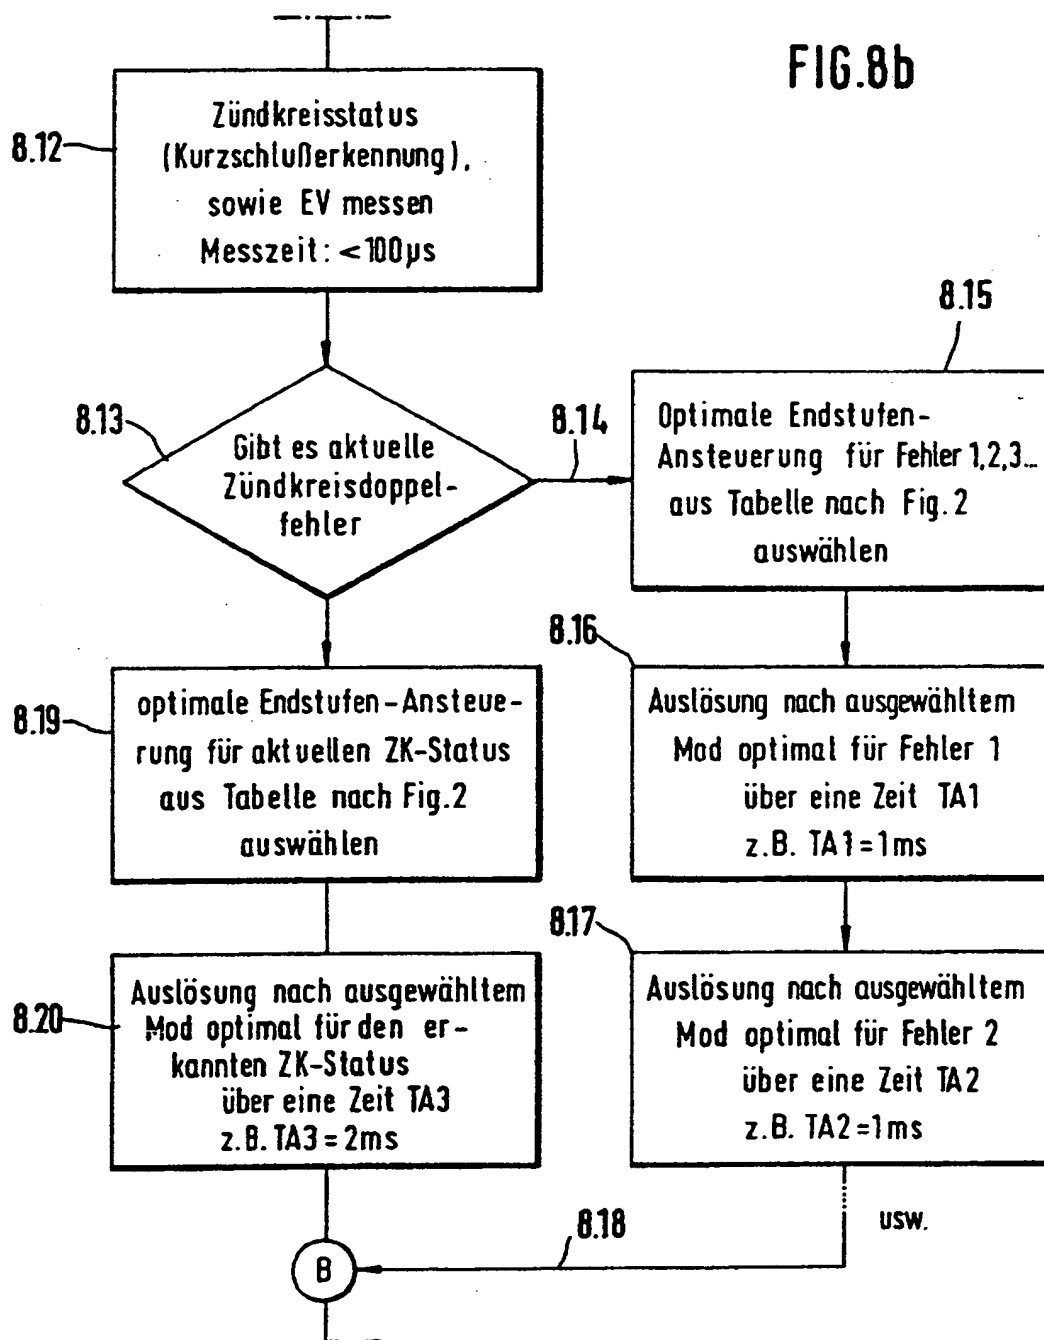 FIG.8b
8.12
Zündkreisstatus
(Kurzschlußerkennung),
sowie EV messen
Messzeit: <100µs
8.13
Gibt es aktuelle
Zündkreisdoppel-
fehler
8.14
8.15
Optimale Endstufen-
Ansteuerung für Fehler 1,2,3...
aus Tabelle nach Fig. 2
auswählen
8.16
Auslösung nach ausgewähltem
Mod optimal für Fehler 1
über eine Zeit TA1
z.B. TA1=1ms
8.17
Auslösung nach ausgewähltem
Mod optimal für Fehler 2
über eine Zeit TA2
z.B. TA2=1ms
usw.
8.18
8.19
optimale Endstufen-Ansteue-
rung für aktuellen ZK-Status
aus Tabelle nach Fig.2
auswählen
8.20
Auslösung nach ausgewähltem
Mod optimal für den er-
kannten ZK-Status
über eine Zeit TA3
z.B. TA3=2ms
B